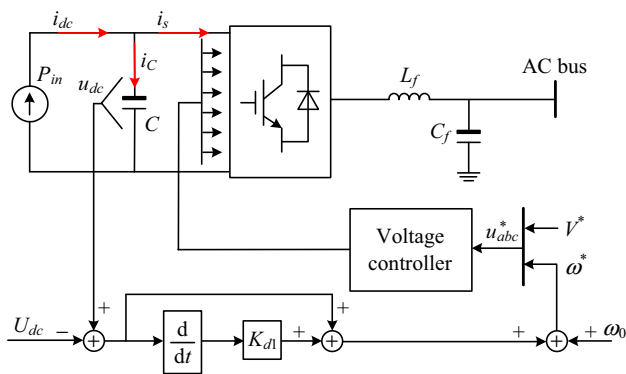 i_dc
i_s
i_C
P_in
u_dc
C
L_f
AC bus
C_f
Voltage
controller
u*_abc
V*
ω*
U_dc
−
+
+
d
dt
K_d1
+
+
+
+
+
+
+
ω_0